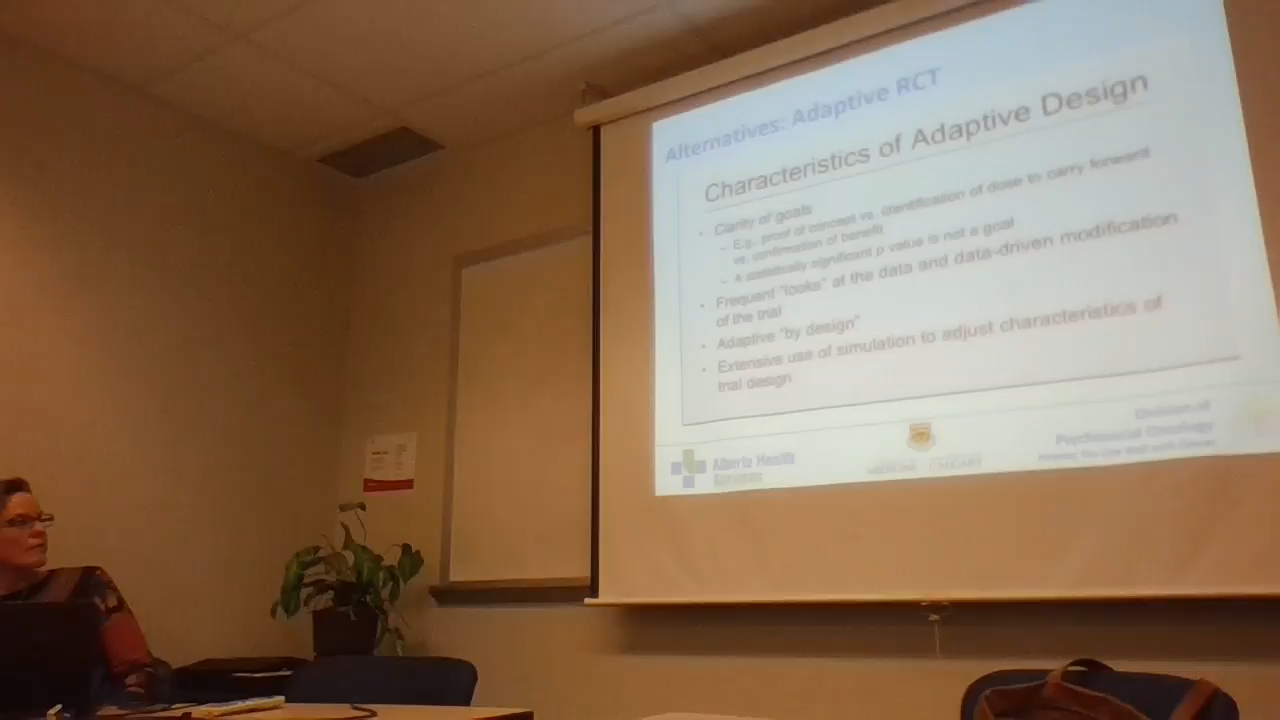 Alternatives: Adaptive RCT
Characteristics of Adaptive Design
• Clarity of goals
– E.g., proof of concept vs. identification of dose to carry forward
vs. confirmation of benefit
– A statistically significant p value is not a goal
• Frequent "looks" at the data and data-driven modification
of the trial
• Adaptive "by design"
• Extensive use of simulation to adjust characteristics of
trial design
Alberta Health
Services
MEDICINE CALGARY
Division of
Psychosocial Oncology